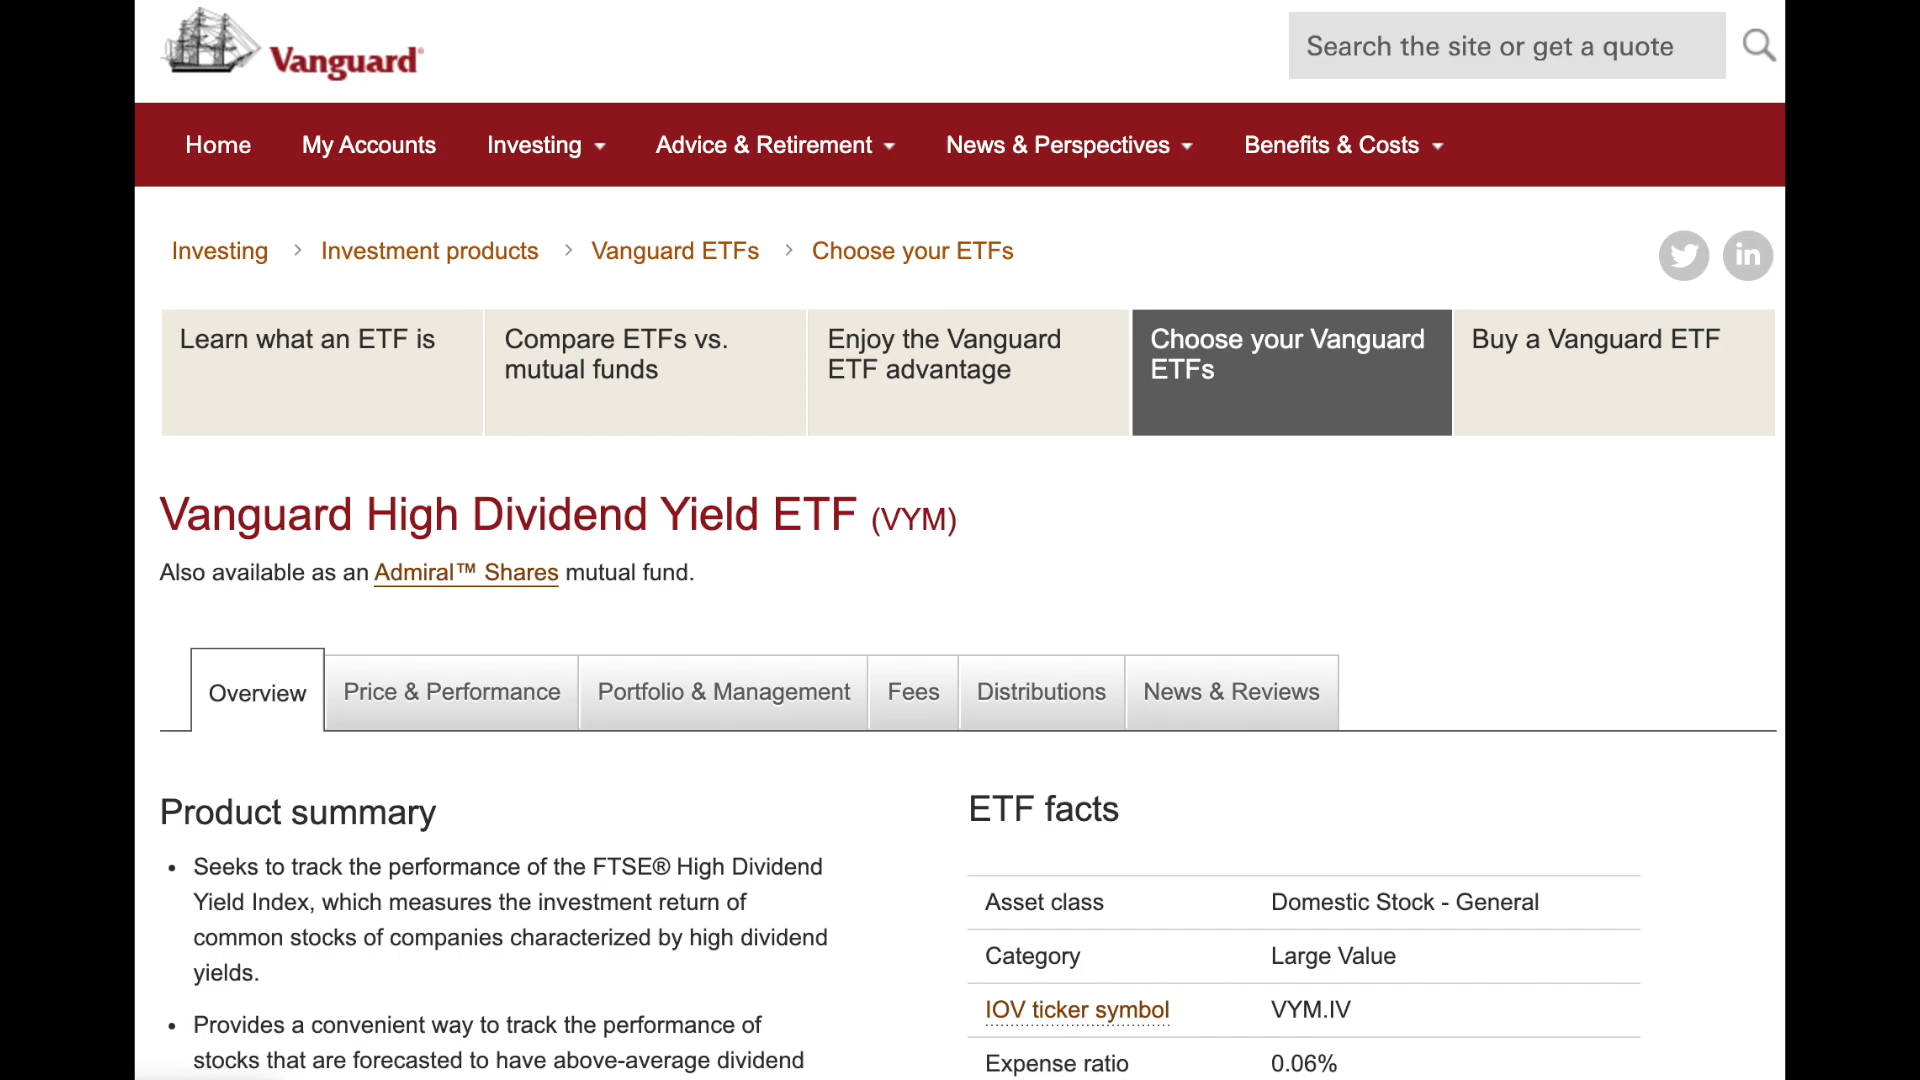 Vanguard®
Search the site or get a quote
Home My Accounts Investing Advice & Retirement News & Perspectives Benefits & Costs
Investing > Investment products > Vanguard ETFs > Choose your ETFs
in
Learn what an ETF is
Compare ETFs vs.
mutual funds
Enjoy the Vanguard
ETF advantage
Choose your Vanguard
ETFs
Buy a Vanguard ETF
Vanguard High Dividend Yield ETF (VYM)
Also available as an Admiral™ Shares mutual fund.
Overview Price & Performance Portfolio & Management Fees Distributions News & Reviews
Product summary
• Seeks to track the performance of the FTSE® High Dividend
Yield Index, which measures the investment return of
common stocks of companies characterized by high dividend
yields.
• Provides a convenient way to track the performance of
stocks that are forecasted to have above-average dividend
ETF facts
Asset class Domestic Stock - General
Category Large Value
IOV ticker symbol VYM.IV
Expense ratio 0.06%